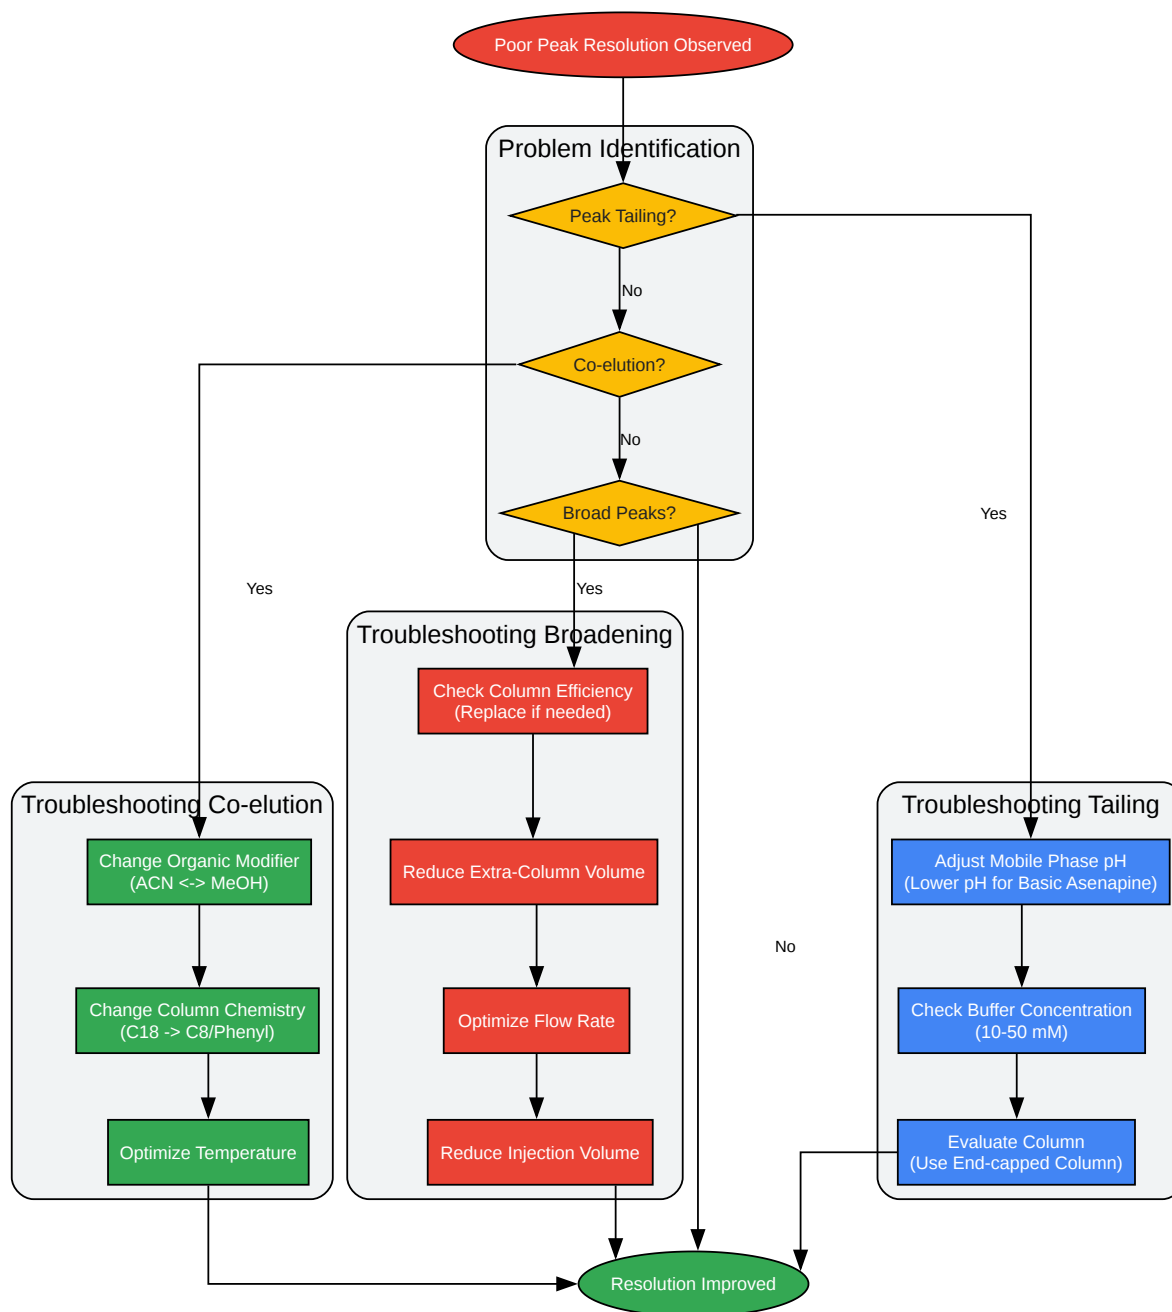 Poor Peak Resolution Observed
Problem Identification
Peak Tailing?
No
Co-elution?
No
Broad Peaks?
Yes
Yes
Yes
Troubleshooting Broadening
Check Column Efficiency
(Replace if needed)
Reduce Extra-Column Volume
Optimize Flow Rate
Reduce Injection Volume
Troubleshooting Co-elution
Change Organic Modifier
(ACN <-> MeOH)
Change Column Chemistry
(C18 -> C8/Phenyl)
Optimize Temperature
No
Troubleshooting Tailing
Adjust Mobile Phase pH
(Lower pH for Basic Asenapine)
Check Buffer Concentration
(10-50 mM)
Evaluate Column
(Use End-capped Column)
Resolution Improved